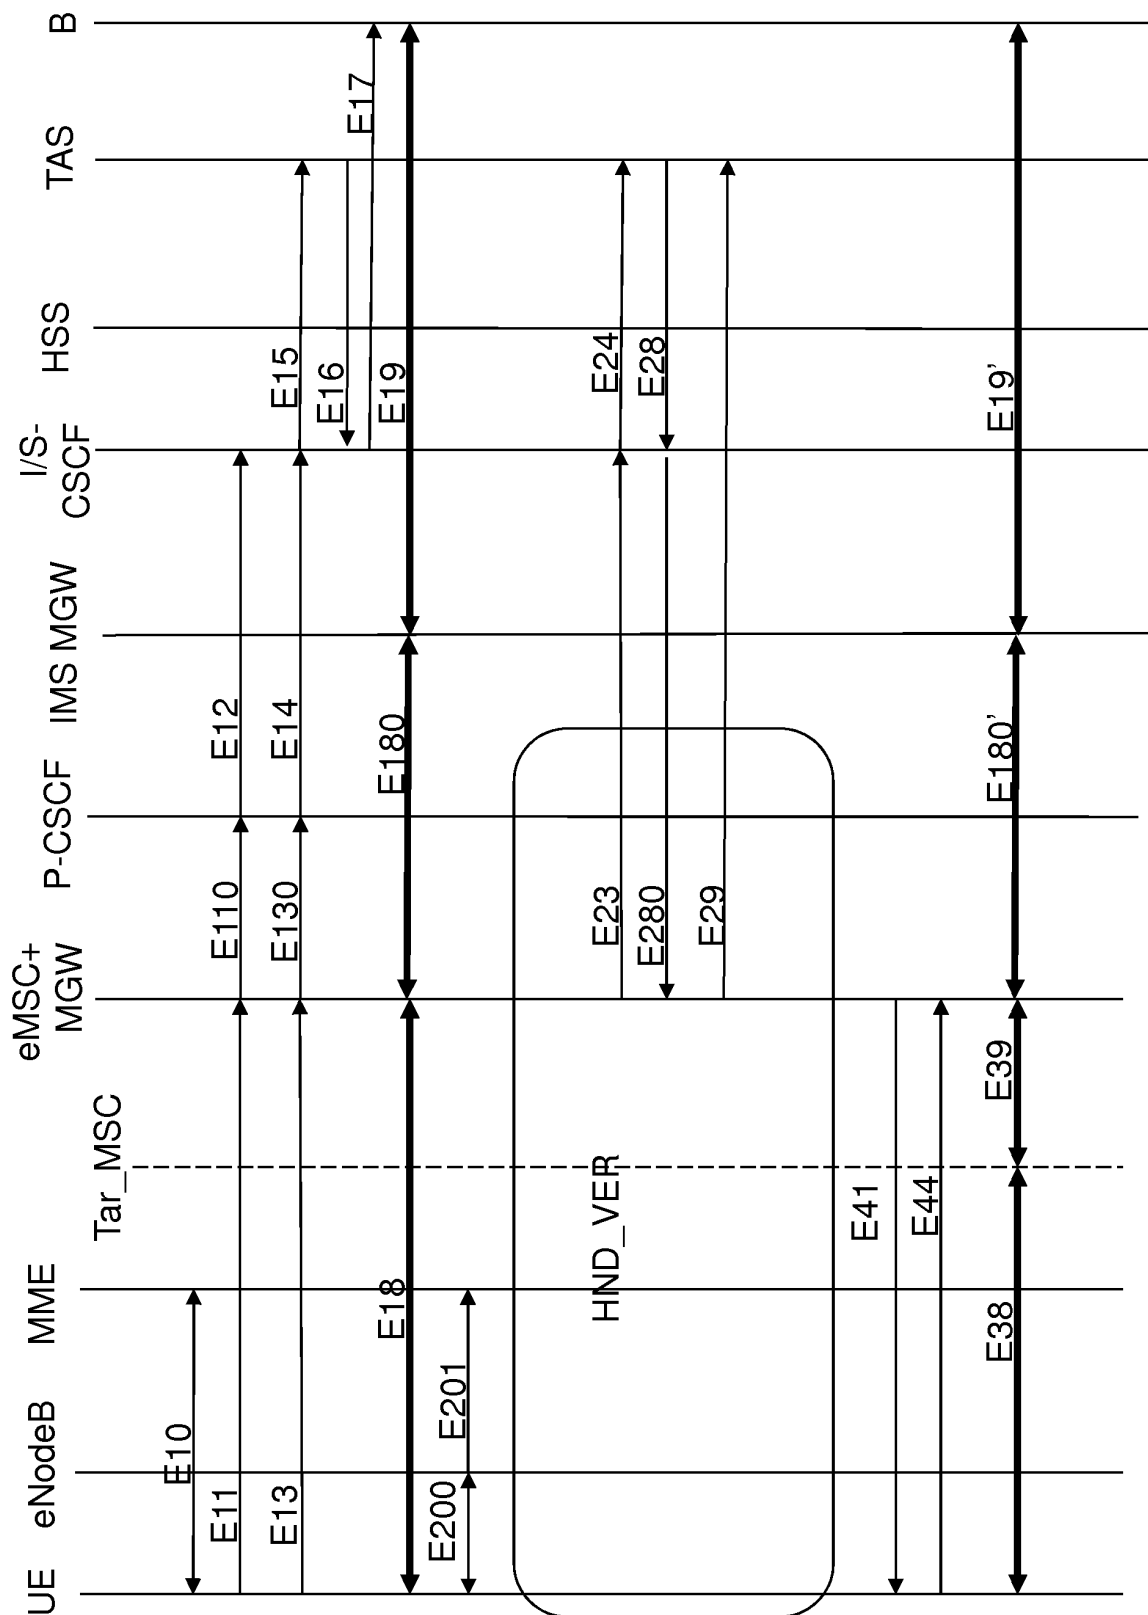 UE
eNodeB
MME
Tar_MSC
eMSC+
MGW
P-CSCF
IMS MGW
I/S-
CSCF
HSS
TAS
B
E10
E11
E110
E12
E13
E130
E14
E15
E16
E17
E18
E180
E19
E200
E201
HND_VER
E23
E24
E280
E28
E29
E41
E44
E38
E39
E180'
E19'